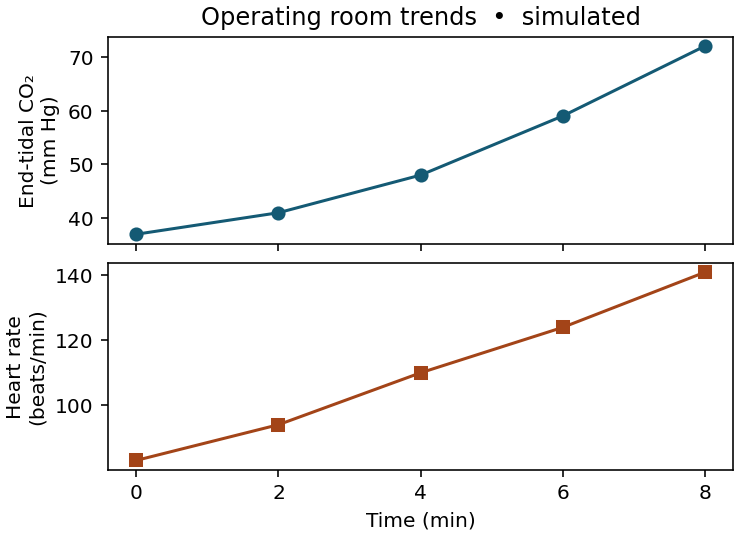 Operating room trends • simulated
End-tidal CO₂
(mm Hg)
70
60
50
40
Heart rate
(beats/min)
140
120
100
0 2 4 6 8
Time (min)